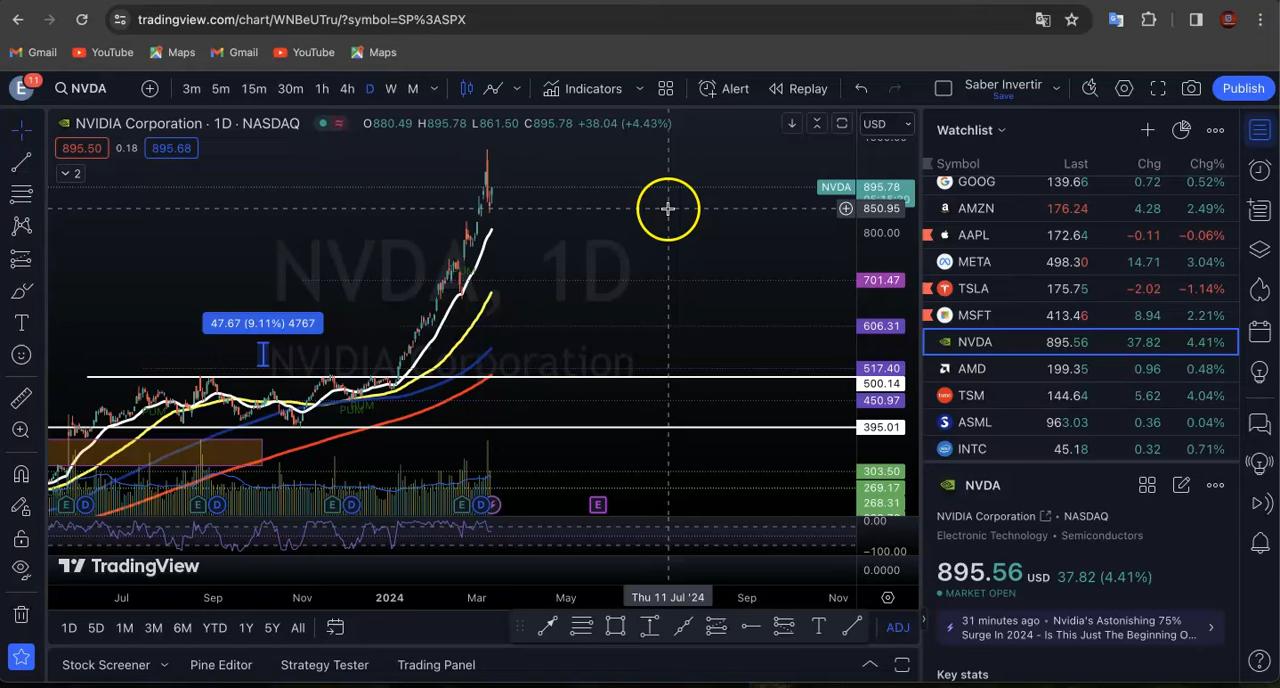 tradingview.com/chart/WNBeUTru/?symbol=SP%3ASPX
Gmail YouTube Maps Gmail YouTube Maps
E 11 NVDA 3m 5m 15m 30m 1h 4h D W M Indicators Alert Replay Saber Invertir Publish
Save
NVIDIA Corporation · 1D · NASDAQ O880.49 H895.78 L861.50 C895.78 +38.04 (+4.43%) USD
895.50 0.18 895.68
2
NVDA 895.78
850.95
800.00
701.47
606.31
517.40
500.14
450.97
395.01
303.50
269.17
268.31
0.00
−100.00
0.0000
NVDA, 1D
NVIDIA Corporation
47.67 (9.11%) 4767
E D E D E D E D E
TradingView
Jul Sep Nov 2024 Mar May Thu 11 Jul '24 Sep Nov
1D 5D 1M 3M 6M YTD 1Y 5Y All ADJ
Stock Screener Pine Editor Strategy Tester Trading Panel
Watchlist
Symbol Last Chg Chg%
GOOG 139.66 0.72 0.52%
AMZN 176.24 4.28 2.49%
AAPL 172.64 −0.11 −0.06%
META 498.30 14.71 3.04%
TSLA 175.75 −2.02 −1.14%
MSFT 413.46 8.94 2.21%
NVDA 895.56 37.82 4.41%
AMD 199.35 0.96 0.48%
TSM 144.64 5.62 4.04%
ASML 963.03 0.36 0.04%
INTC 45.18 0.32 0.71%
NVDA
NVIDIA Corporation • NASDAQ
Electronic Technology • Semiconductors
895.56 USD 37.82 (4.41%)
MARKET OPEN
31 minutes ago • Nvidia's Astonishing 75%
Surge In 2024 - Is This Just The Beginning O...
Key stats